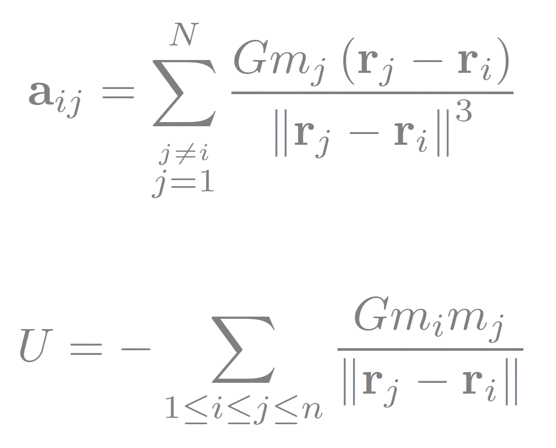 \mathbf{a}_{ij} = \sum_{\substack{j \neq i \\ j=1}}^{N} \frac{G m_j \left(\mathbf{r}_j - \mathbf{r}_i\right)}{\left\|\mathbf{r}_j - \mathbf{r}_i\right\|^3}
U = -\sum_{1 \leq i \leq j \leq n} \frac{G m_i m_j}{\left\|\mathbf{r}_j - \mathbf{r}_i\right\|}